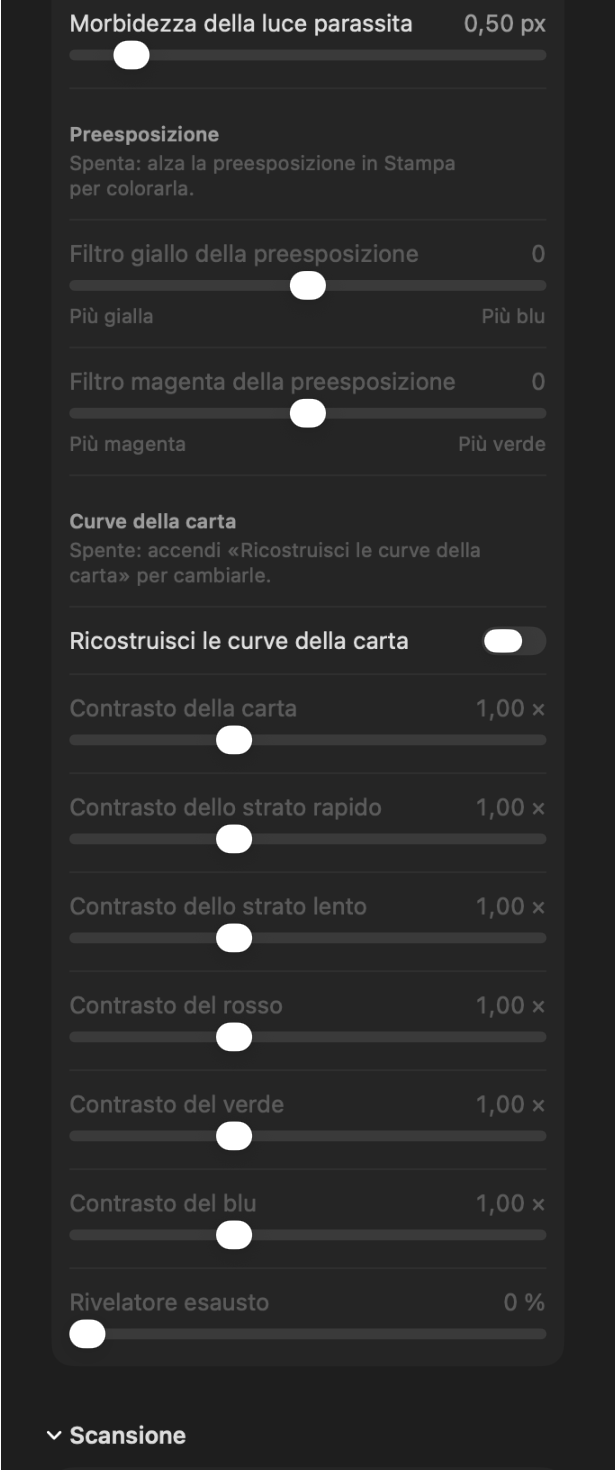 Morbidezza della luce parassita 0,50 px
Preesposizione
Spenta: alza la preesposizione in Stampa
per colorarla.
Filtro giallo della preesposizione 0
Più gialla Più blu
Filtro magenta della preesposizione 0
Più magenta Più verde
Curve della carta
Spente: accendi «Ricostruisci le curve della
carta» per cambiarle.
Ricostruisci le curve della carta
Contrasto della carta 1,00 ×
Contrasto dello strato rapido 1,00 ×
Contrasto dello strato lento 1,00 ×
Contrasto del rosso 1,00 ×
Contrasto del verde 1,00 ×
Contrasto del blu 1,00 ×
Rivelatore esausto 0 %
Scansione